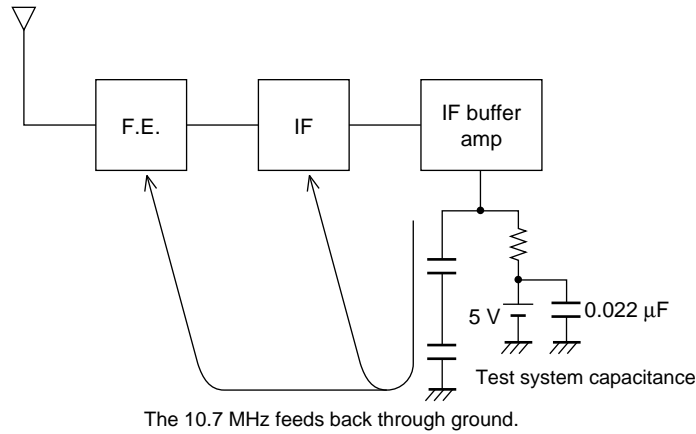 F.E.
IF
IF buffer
amp
5 V
0.022 μF
Test system capacitance
The 10.7 MHz feeds back through ground.